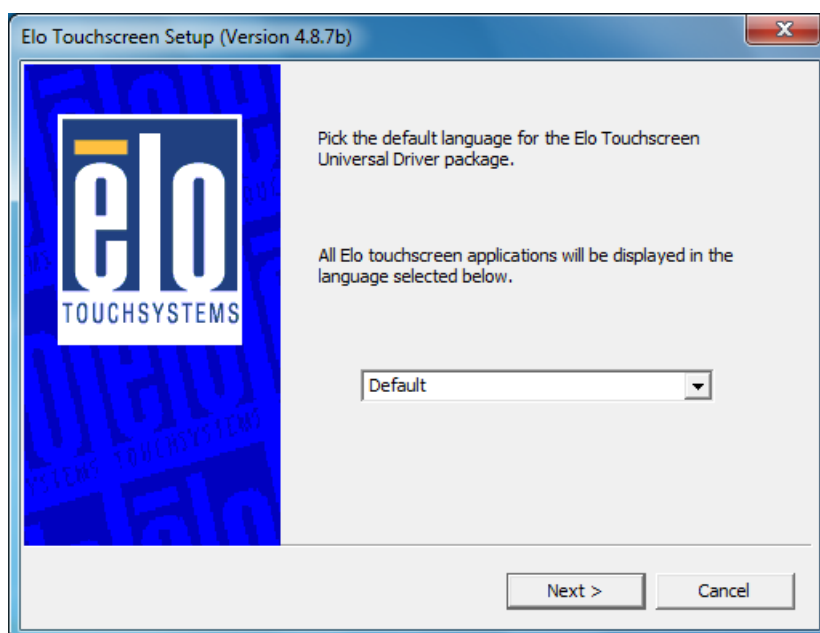 Elo Touchscreen Setup (Version 4.8.7b)
elo
TOUCHSYSTEMS
Pick the default language for the Elo Touchscreen
Universal Driver package.
All Elo touchscreen applications will be displayed in the
language selected below.
Default
Next >
Cancel